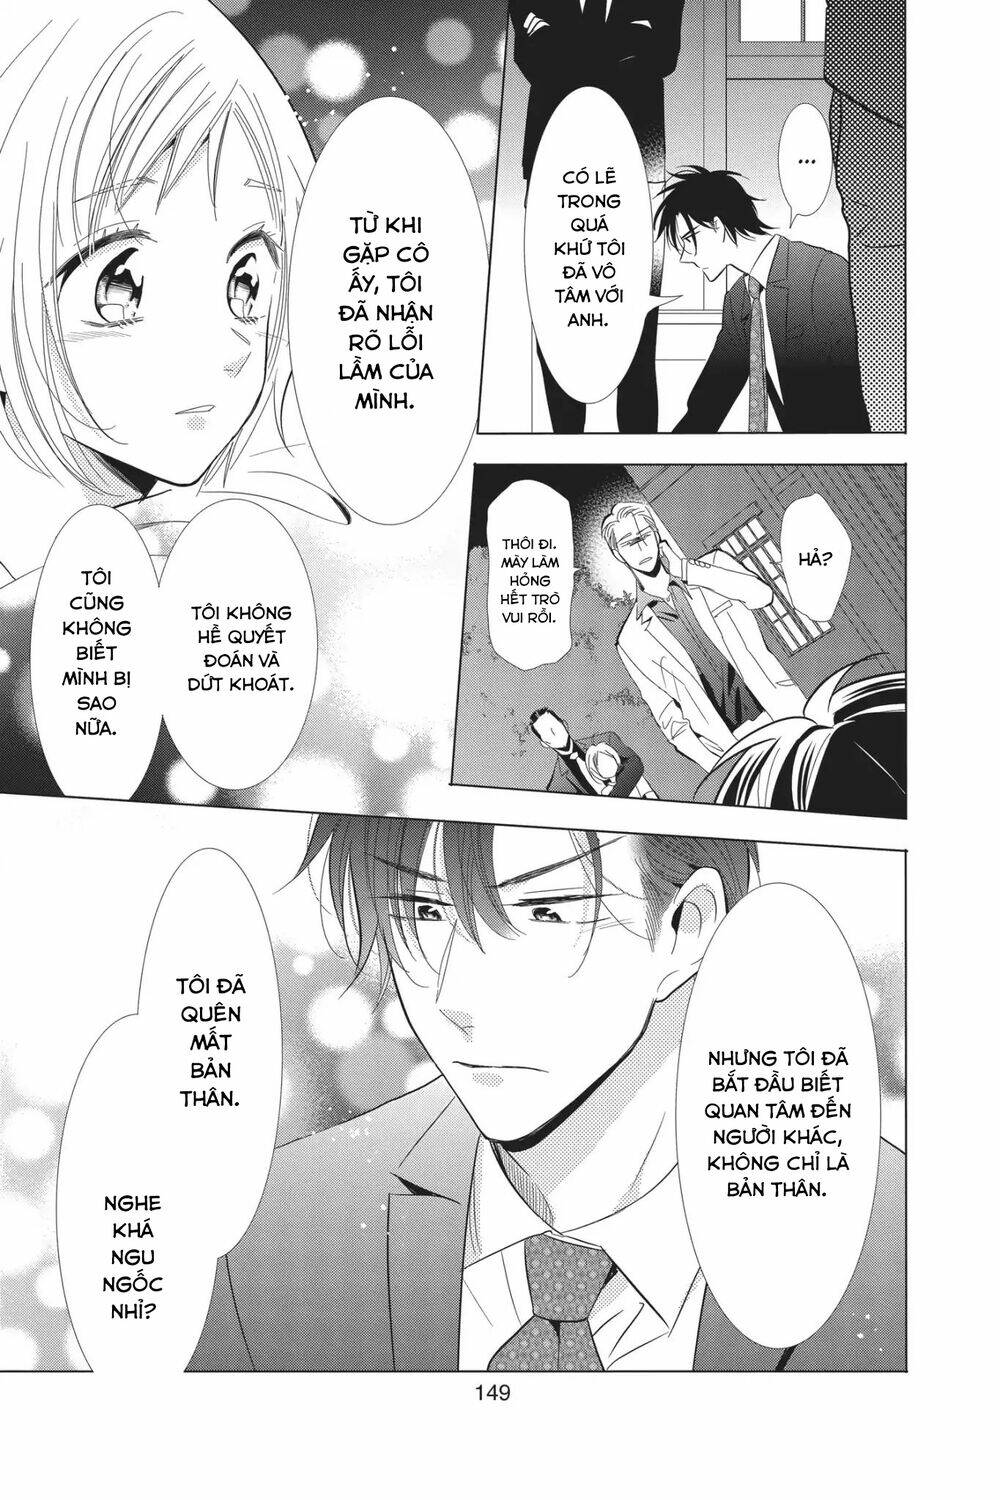 ...
CÓ LẼ
TRONG
QUÁ
KHỨ TÔI
ĐÃ VÔ
TÂM VỚI
ANH.
HẢ?
THÔI ĐI.
MÀY LÀM
HỎNG
HẾT TRÒ
VUI RỒI.
TỪ KHI
GẶP CÔ
ẤY, TÔI
ĐÃ NHẬN
RÕ LỖI
LẦM CỦA
MÌNH.
TÔI KHÔNG
HỀ QUYẾT
ĐOÁN VÀ
DỨT KHOÁT.
TÔI
CŨNG
KHÔNG
BIẾT
MÌNH BỊ
SAO
NỮA.
NHƯNG TÔI ĐÃ
BẮT ĐẦU BIẾT
QUAN TÂM ĐẾN
NGƯỜI KHÁC,
KHÔNG CHỈ LÀ
BẢN THÂN.
TÔI ĐÃ
QUÊN
MẤT
BẢN
THÂN.
NGHE
KHÁ
NGU
NGỐC
NHỈ?
149